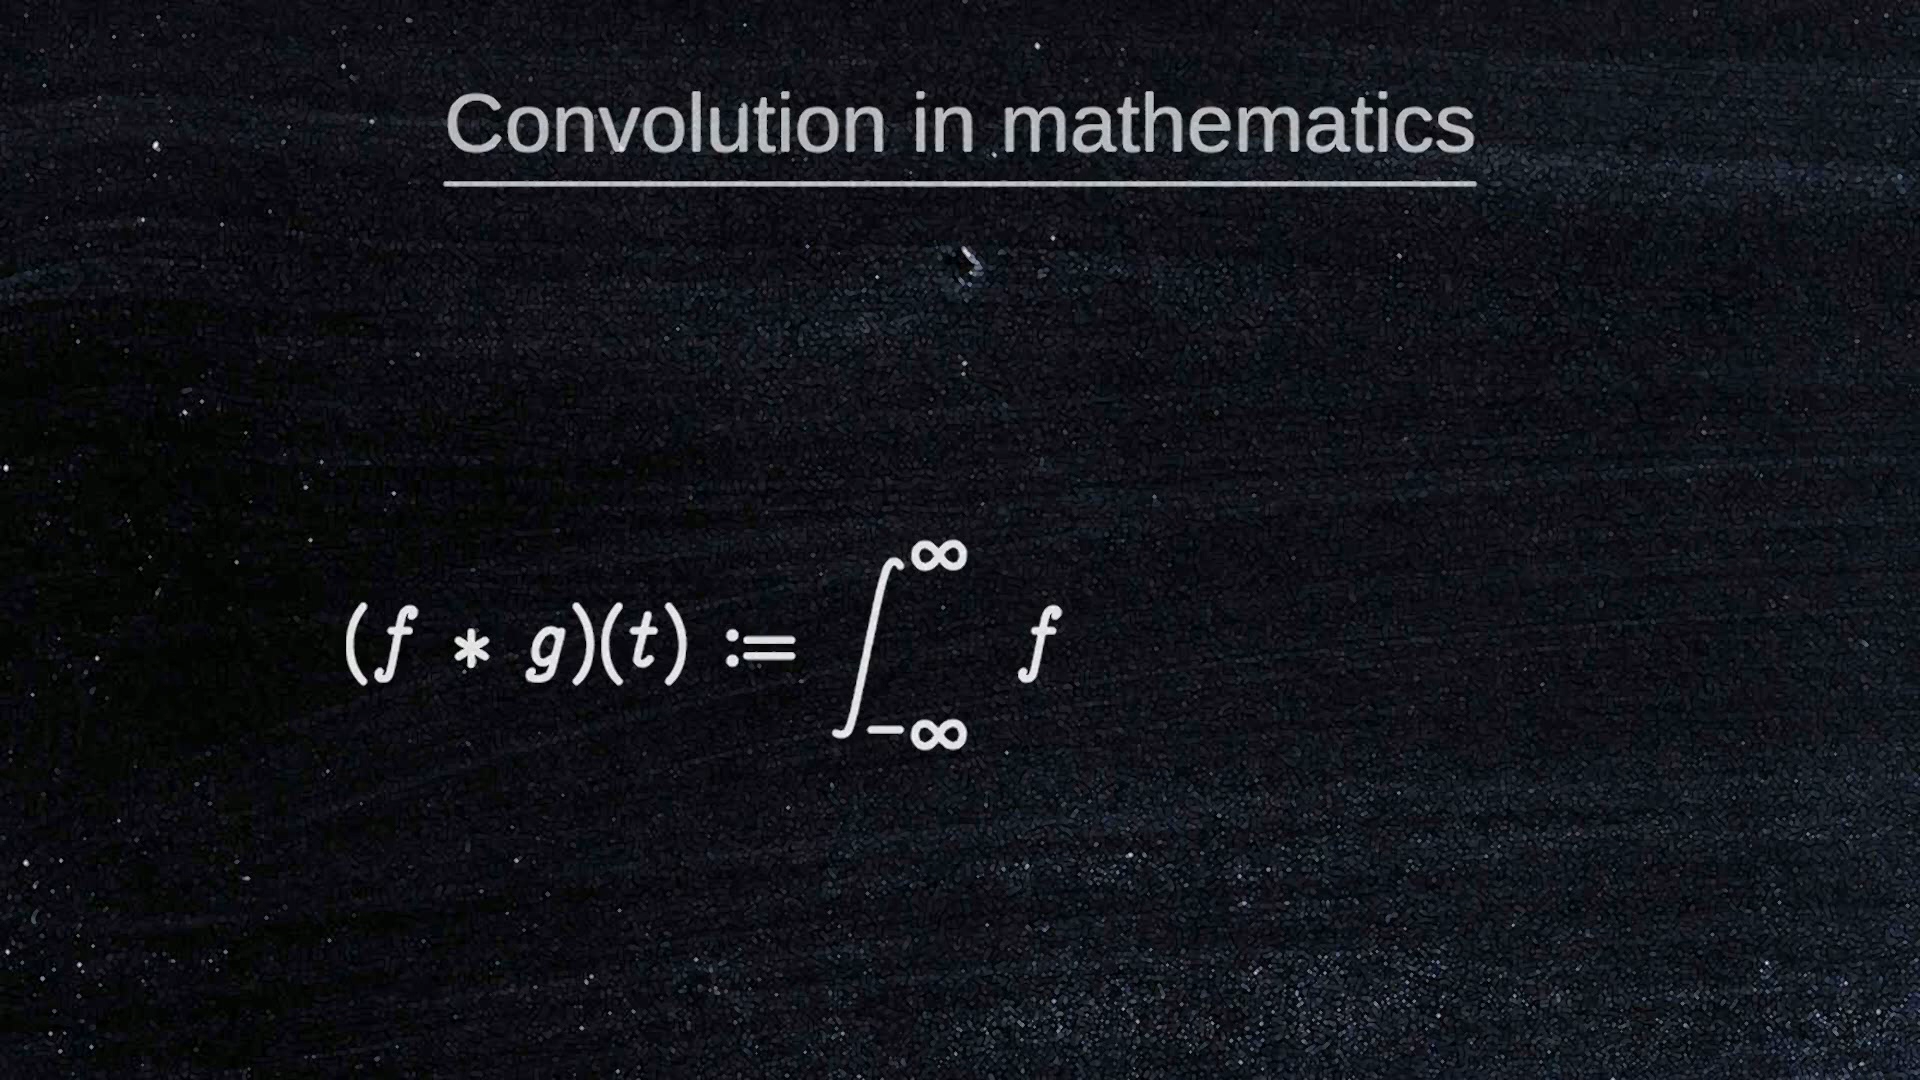 Convolution in mathematics
(f * g)(t) := ∫_{-∞}^{∞} f